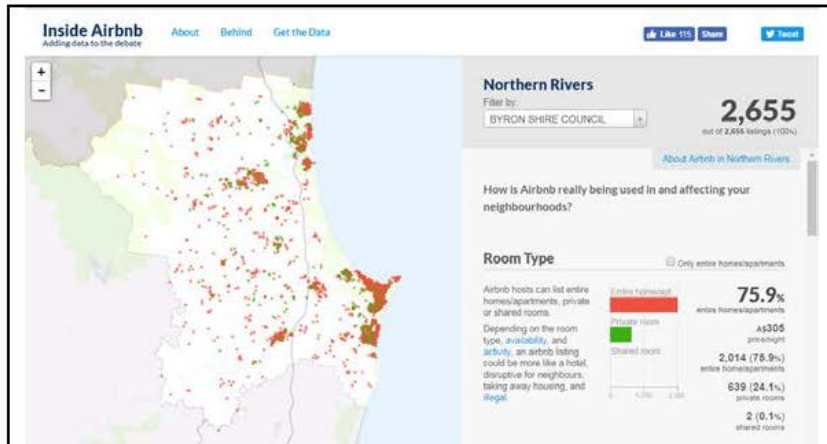 Inside Airbnb
Adding data to the debate
About
Behind
Get the Data
Like 115
Share
Tweet
+
−
Northern Rivers
Filter by:
BYRON SHIRE COUNCIL
2,655
out of 2,655 listings (100%)
About Airbnb in Northern Rivers
How is Airbnb really being used in and affecting your
neighbourhoods?
Room Type
Only entire homes/apartments
Airbnb hosts can list entire
homes/apartments, private
or shared rooms.
Depending on the room
type, availability, and
activity, an airbnb listing
could be more like a hotel,
disruptive for neighbours,
taking away housing, and
illegal.
Entire home/apt
Private room
Shared room
0
75.9%
entire homes/apartments
A$305
price/night
2,014 (75.9%)
entire homes/apartments
639 (24.1%)
private rooms
2 (0.1%)
shared rooms